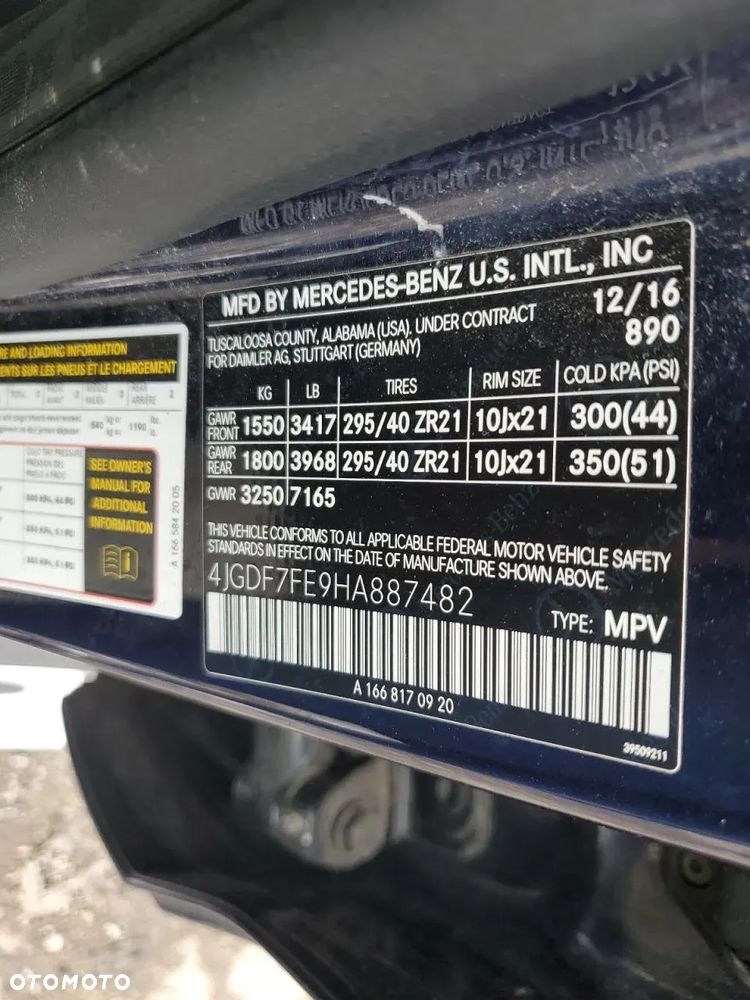 MFD BY MERCEDES-BENZ U.S. INTL., INC
TUSCALOOSA COUNTY, ALABAMA (USA). UNDER CONTRACT 12/16
FOR DAIMLER AG, STUTTGART (GERMANY) 890
KG LB TIRES RIM SIZE COLD KPA (PSI)
GAWR FRONT 1550 3417 295/40 ZR21 10Jx21 300(44)
GAWR REAR 1800 3968 295/40 ZR21 10Jx21 350(51)
GVWR 3250 7165
THIS VEHICLE CONFORMS TO ALL APPLICABLE FEDERAL MOTOR VEHICLE SAFETY
STANDARDS IN EFFECT ON THE DATE OF MANUFACTURE SHOWN ABOVE.
4JGDF7FE9HA887482
TYPE: MPV
A 166 817 09 20
39509211
RE AND LOADING INFORMATION
EMENTS SUR LES PNEUS ET LE CHARGEMENT
SEE OWNER'S
MANUAL FOR
ADDITIONAL
INFORMATION
A 166 584 20 05
OTOMOTO